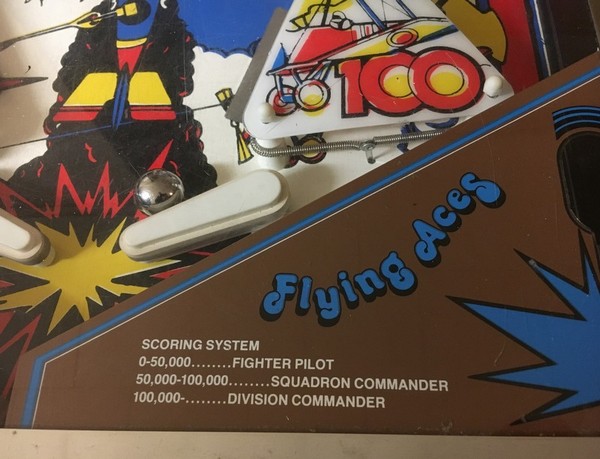 100
Flying Aces
SCORING SYSTEM
0-50,000........FIGHTER PILOT
50,000-100,000........SQUADRON COMMANDER
100,000-........DIVISION COMMANDER